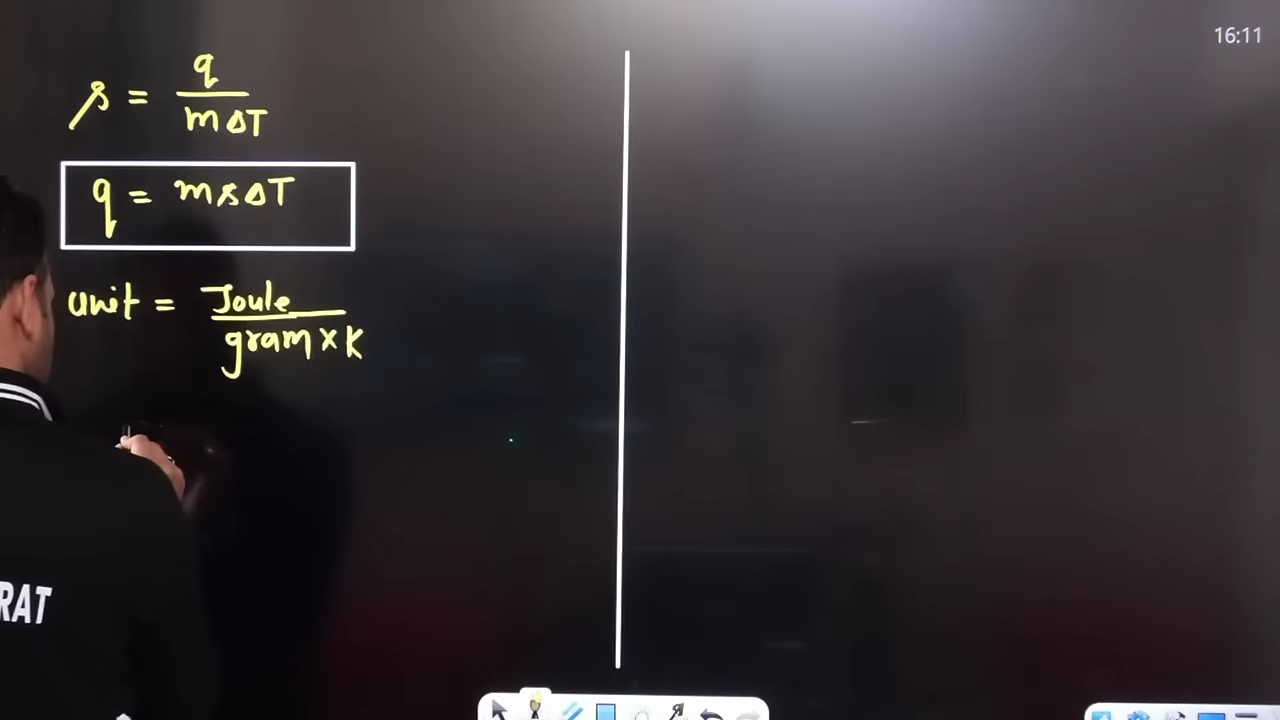 16:11
s = q / mΔT
q = msΔT
unit = Joule / gram × K
RAT